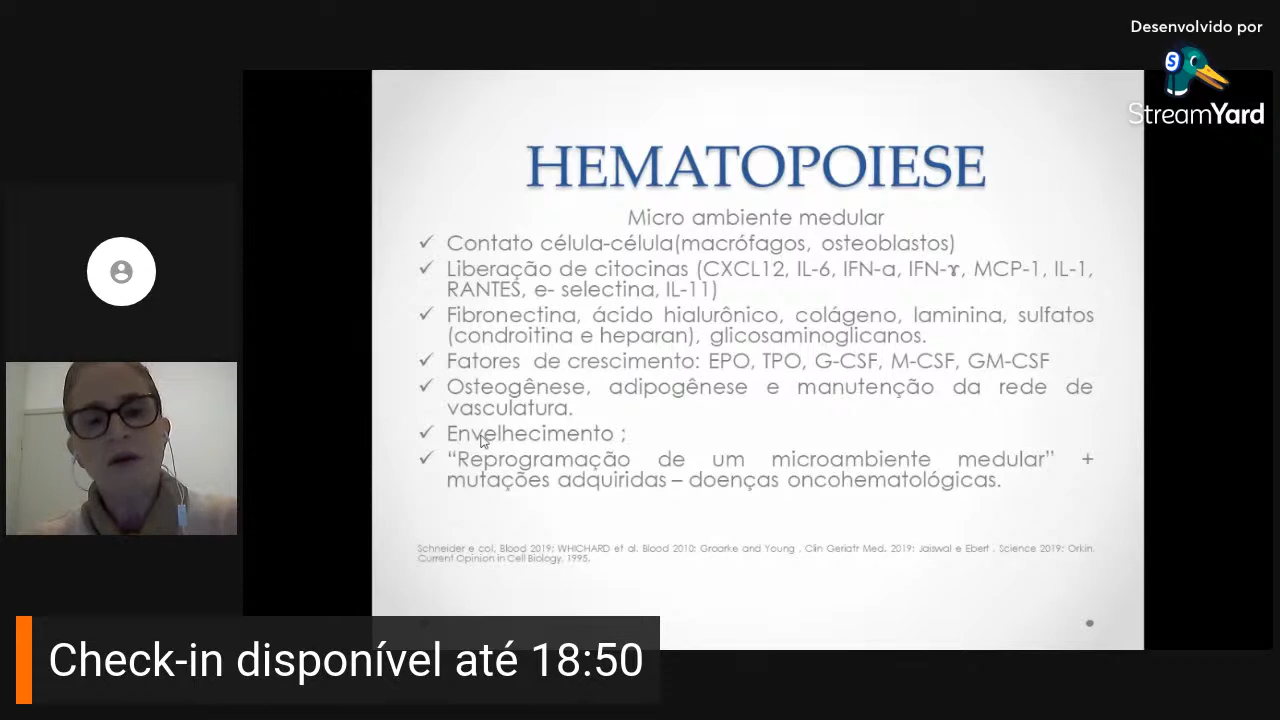 Desenvolvido por
StreamYard
HEMATOPOIESE
Micro ambiente medular
✓ Contato célula-célula(macrófagos, osteoblastos)
✓ Liberação de citocinas (CXCL12, IL-6, IFN-α, IFN-ɤ, MCP-1, IL-1,
RANTES, e- selectina, IL-11)
✓ Fibronectina, ácido hialurônico, colágeno, laminina, sulfatos
(condroitina e heparan), glicosaminoglicanos.
✓ Fatores de crescimento: EPO, TPO, G-CSF, M-CSF, GM-CSF
✓ Osteogênese, adipogênese e manutenção da rede de
vasculatura.
✓ Envelhecimento ;
✓ “Reprogramação de um microambiente medular” +
mutações adquiridas – doenças oncohematológicas.
Schneider e col, Blood 2019; WHICHARD et al. Blood 2010; Groarke and Young , Clin Geriatr Med. 2019; Jaiswal e Ebert , Science 2019; Orkin,
Current Opinion in Cell Biology, 1995.
Check-in disponível até 18:50